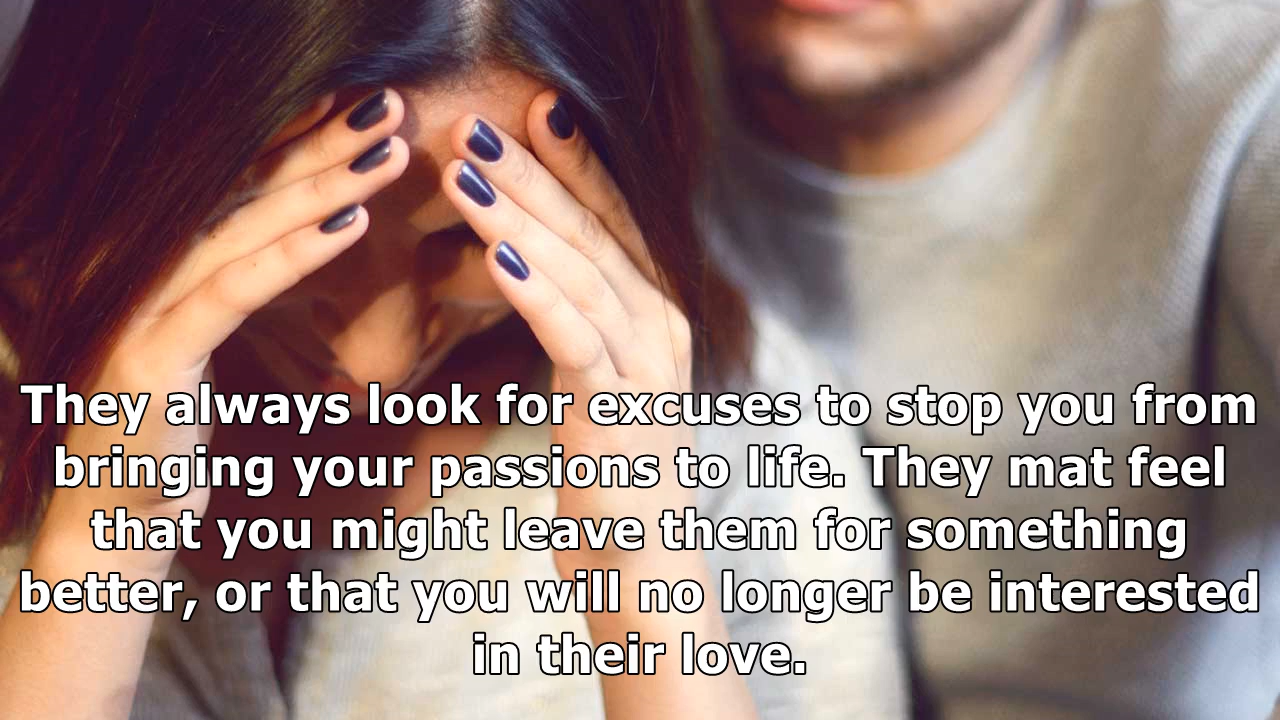 They always look for excuses to stop you from
bringing your passions to life. They mat feel
that you might leave them for something
better, or that you will no longer be interested
in their love.